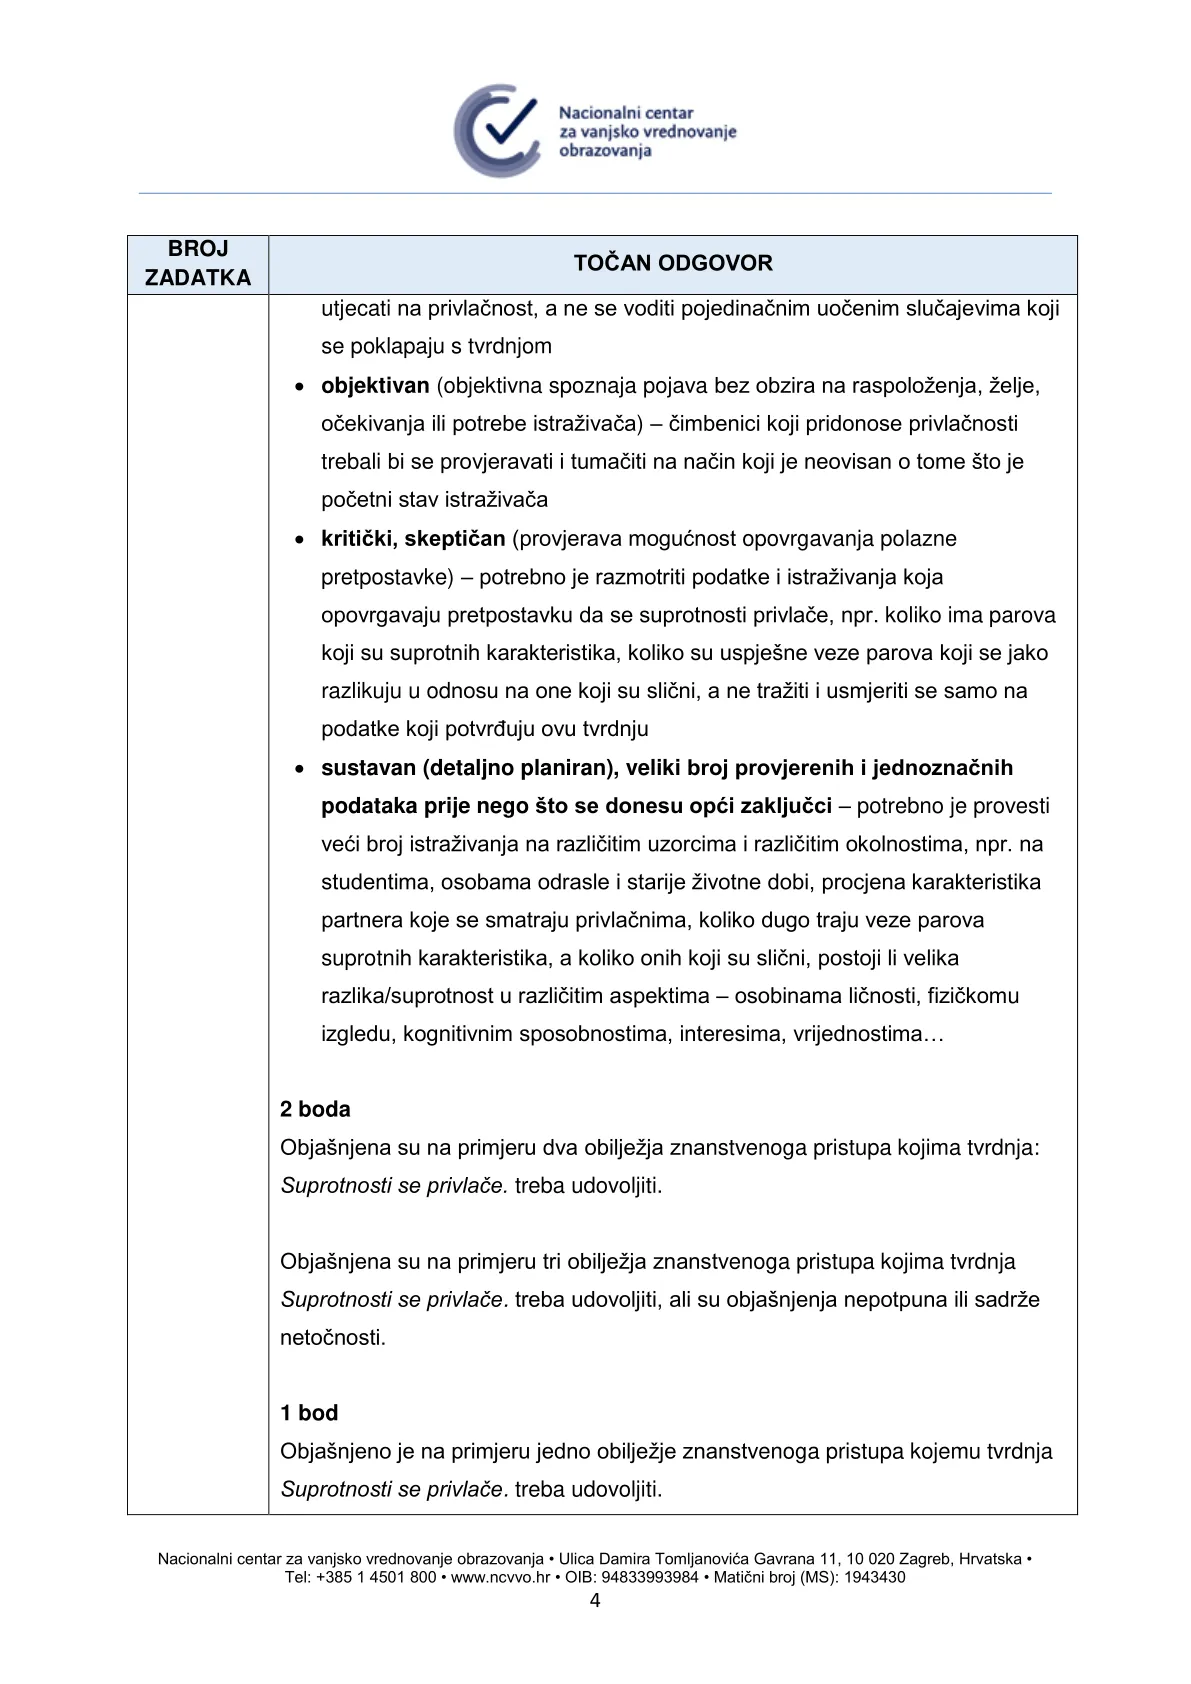 Nacionalni centar
za vanjsko vrednovanje
obrazovanja
BROJ
ZADATKA
TOČAN ODGOVOR
utjecati na privlačnost, a ne se voditi pojedinačnim uočenim slučajevima koji
se poklapaju s tvrdnjom
• objektivan (objektivna spoznaja pojava bez obzira na raspoloženja, želje,
očekivanja ili potrebe istraživača) – čimbenici koji pridonose privlačnosti
trebali bi se provjeravati i tumačiti na način koji je neovisan o tome što je
početni stav istraživača
• kritički, skeptičan (provjerava mogućnost opovrgavanja polazne
pretpostavke) – potrebno je razmotriti podatke i istraživanja koja
opovrgavaju pretpostavku da se suprotnosti privlače, npr. koliko ima parova
koji su suprotnih karakteristika, koliko su uspješne veze parova koji se jako
razlikuju u odnosu na one koji su slični, a ne tražiti i usmjeriti se samo na
podatke koji potvrđuju ovu tvrdnju
• sustavan (detaljno planiran), veliki broj provjerenih i jednoznačnih
podataka prije nego što se donesu opći zaključci – potrebno je provesti
veći broj istraživanja na različitim uzorcima i različitim okolnostima, npr. na
studentima, osobama odrasle i starije životne dobi, procjena karakteristika
partnera koje se smatraju privlačnima, koliko dugo traju veze parova
suprotnih karakteristika, a koliko onih koji su slični, postoji li velika
razlika/suprotnost u različitim aspektima – osobinama ličnosti, fizičkomu
izgledu, kognitivnim sposobnostima, interesima, vrijednostima…
2 boda
Objašnjena su na primjeru dva obilježja znanstvenoga pristupa kojima tvrdnja:
Suprotnosti se privlače. treba udovoljiti.
Objašnjena su na primjeru tri obilježja znanstvenoga pristupa kojima tvrdnja
Suprotnosti se privlače. treba udovoljiti, ali su objašnjenja nepotpuna ili sadrže
netočnosti.
1 bod
Objašnjeno je na primjeru jedno obilježje znanstvenoga pristupa kojemu tvrdnja
Suprotnosti se privlače. treba udovoljiti.
Nacionalni centar za vanjsko vrednovanje obrazovanja • Ulica Damira Tomljanovića Gavrana 11, 10 020 Zagreb, Hrvatska •
Tel: +385 1 4501 800 • www.ncvvo.hr • OIB: 94833993984 • Matični broj (MS): 1943430
4